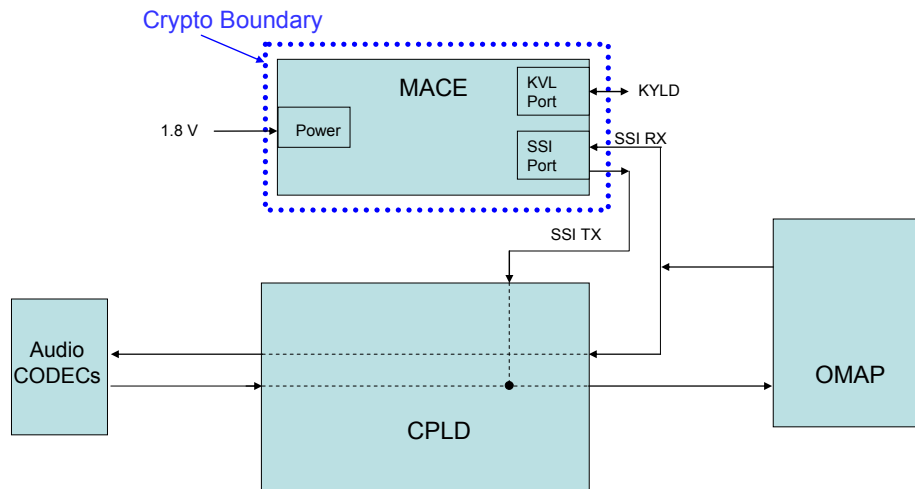 Crypto Boundary
MACE
KVL
Port
KYLD
1.8 V
Power
SSI
Port
SSI RX
SSI TX
Audio
CODECs
OMAP
CPLD